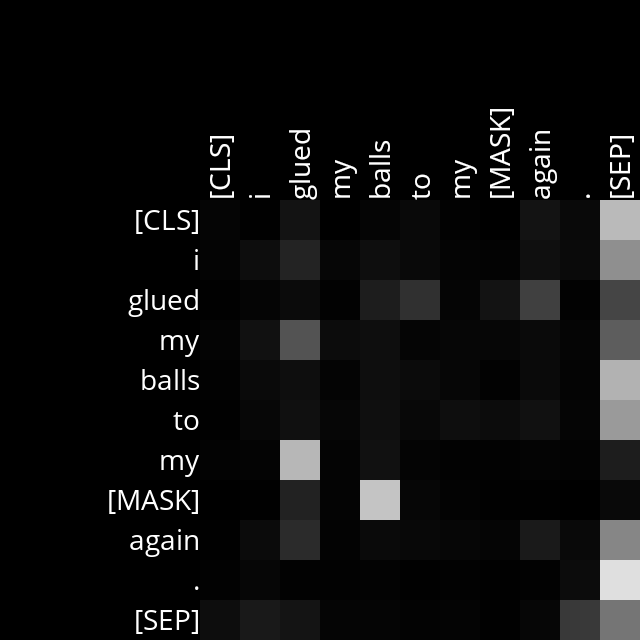 [CLS] i glued my balls to my [MASK] again . [SEP]
[CLS]
i
glued
my
balls
to
my
[MASK]
again
.
[SEP]